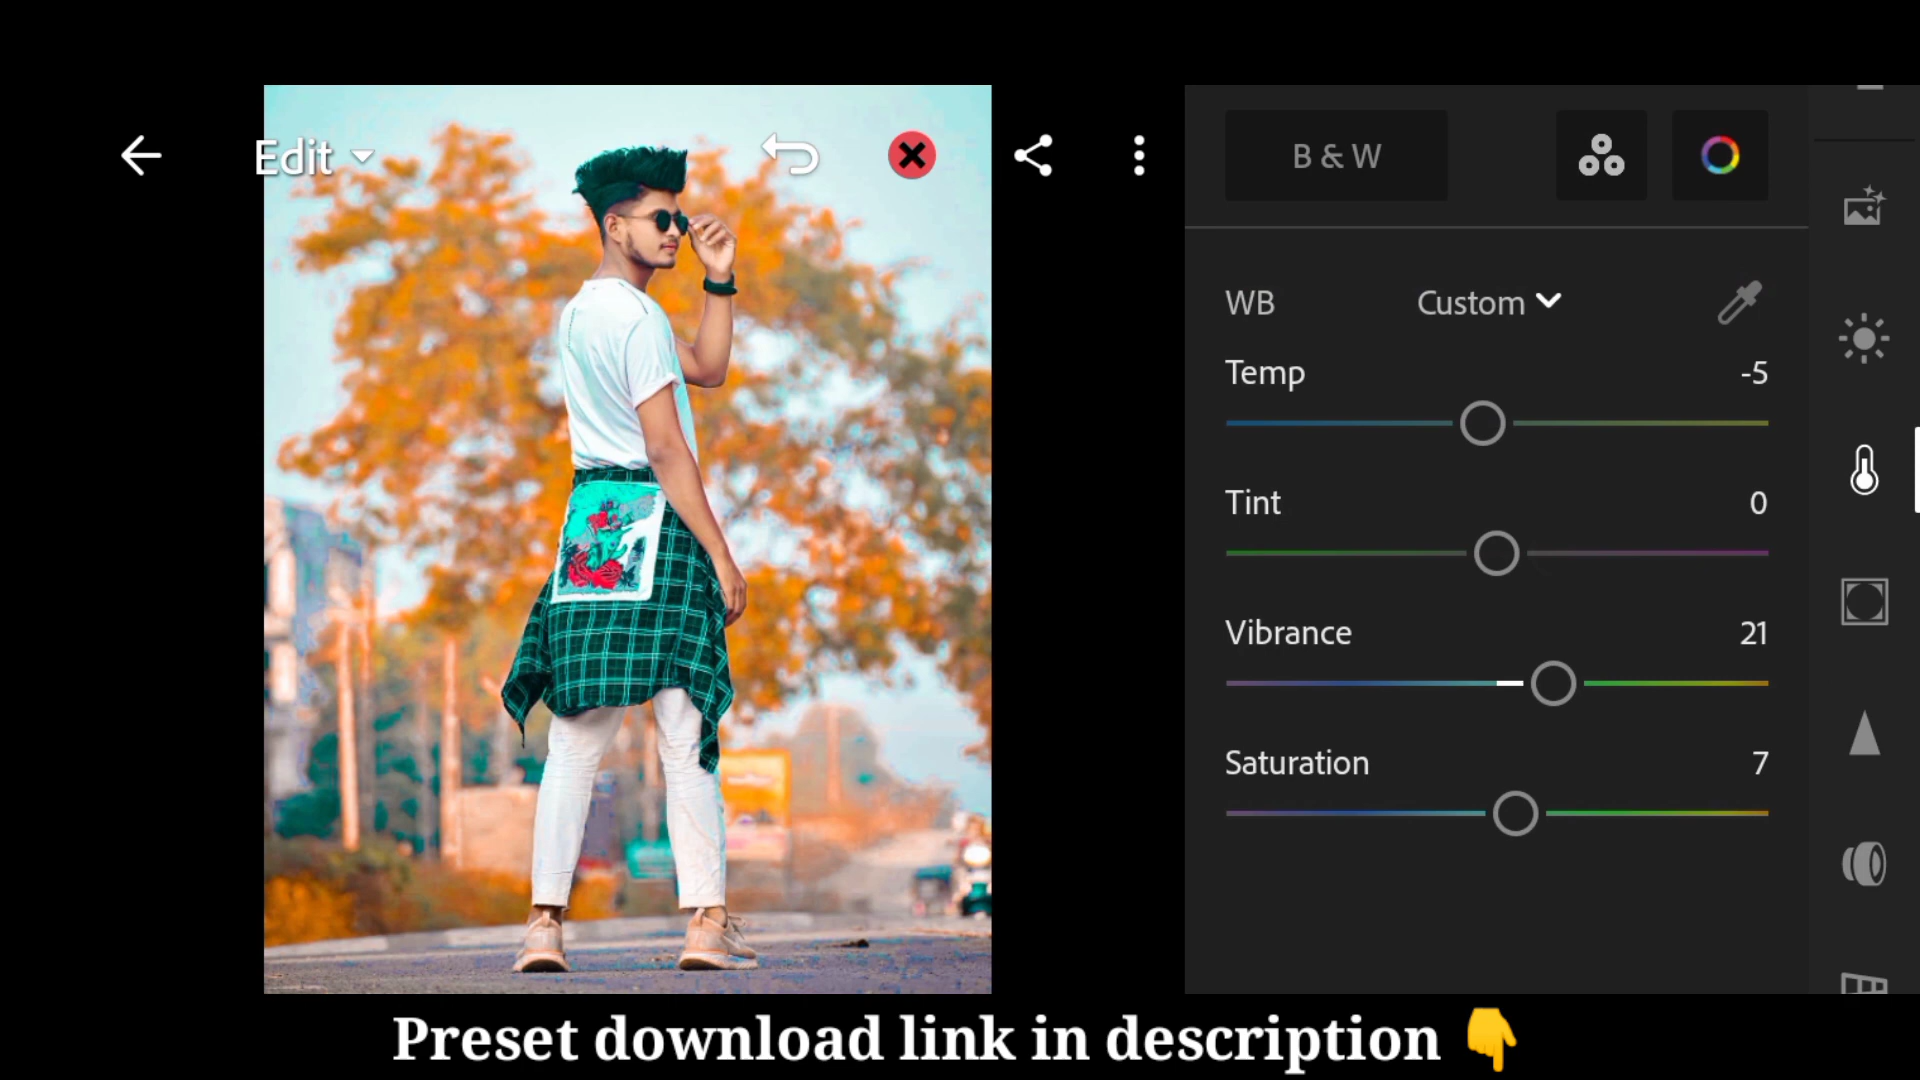 Edit
B & W
WB Custom
Temp -5
Tint 0
Vibrance 21
Saturation 7
Preset download link in description 👇